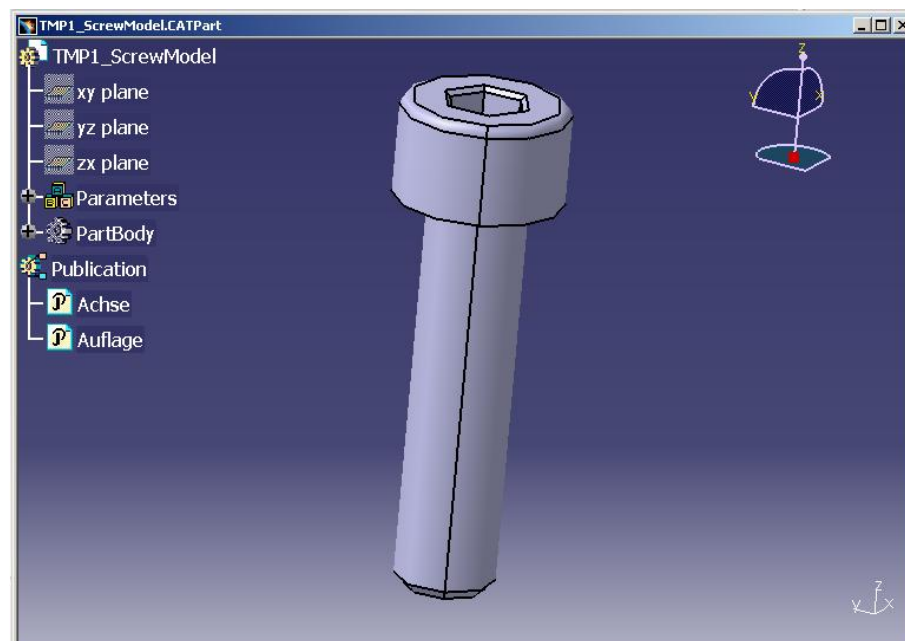 TMP1_ScrewModel.CATPart
TMP1_ScrewModel
xy plane
yz plane
zx plane
Parameters
PartBody
Publication
Achse
Auflage
z
y
x
z
y
x